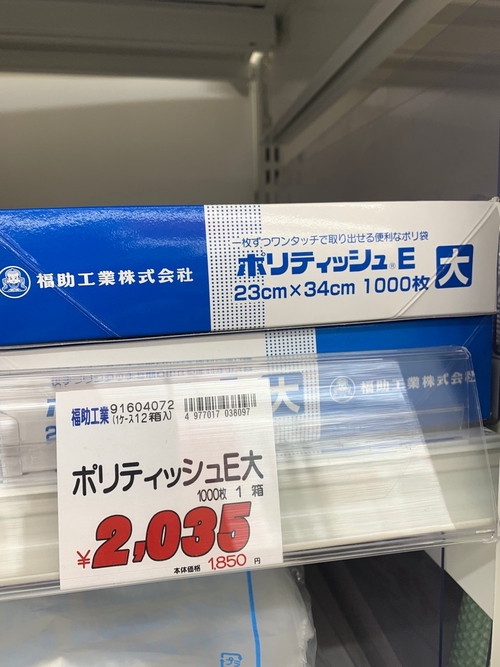 一枚ずつワンタッチで取り出せる便利なポリ袋
福助工業株式会社
ポリティッシュ®E 大
23cm×34cm 1000枚
大
福助工業株式会社
福助工業 91604072
(1ケース12箱入)
4 977017 038097
ポリティッシュE大
1000枚 1 箱
¥2,035
本体価格 1,850 円